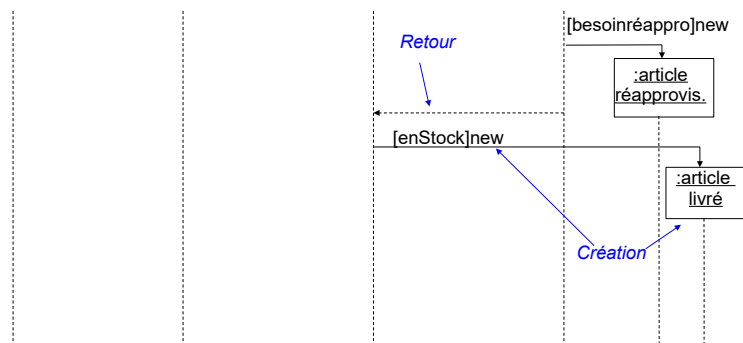 [besoinréappro]new
Retour
:article
réapprovis.
[enStock]new
:article
livré
Création